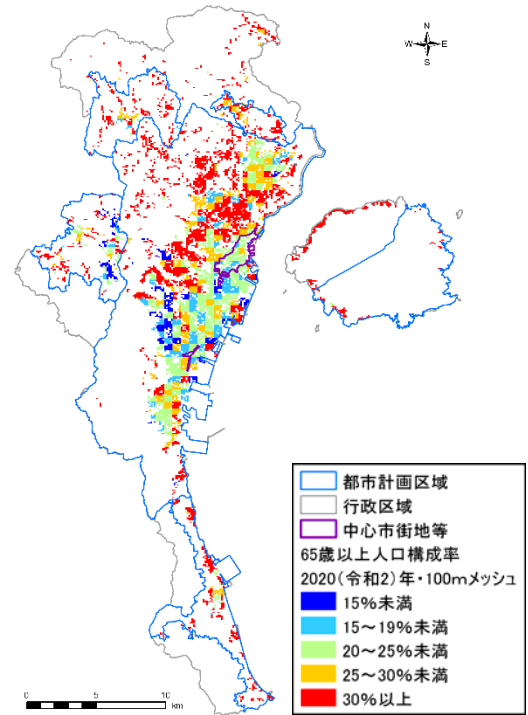 N
W E
S
都市計画区域
行政区域
中心市街地等
65歳以上人口構成率
2020(令和2)年・100mメッシュ
15%未満
15～19%未満
20～25%未満
25～30%未満
30%以上
0 5 10
km